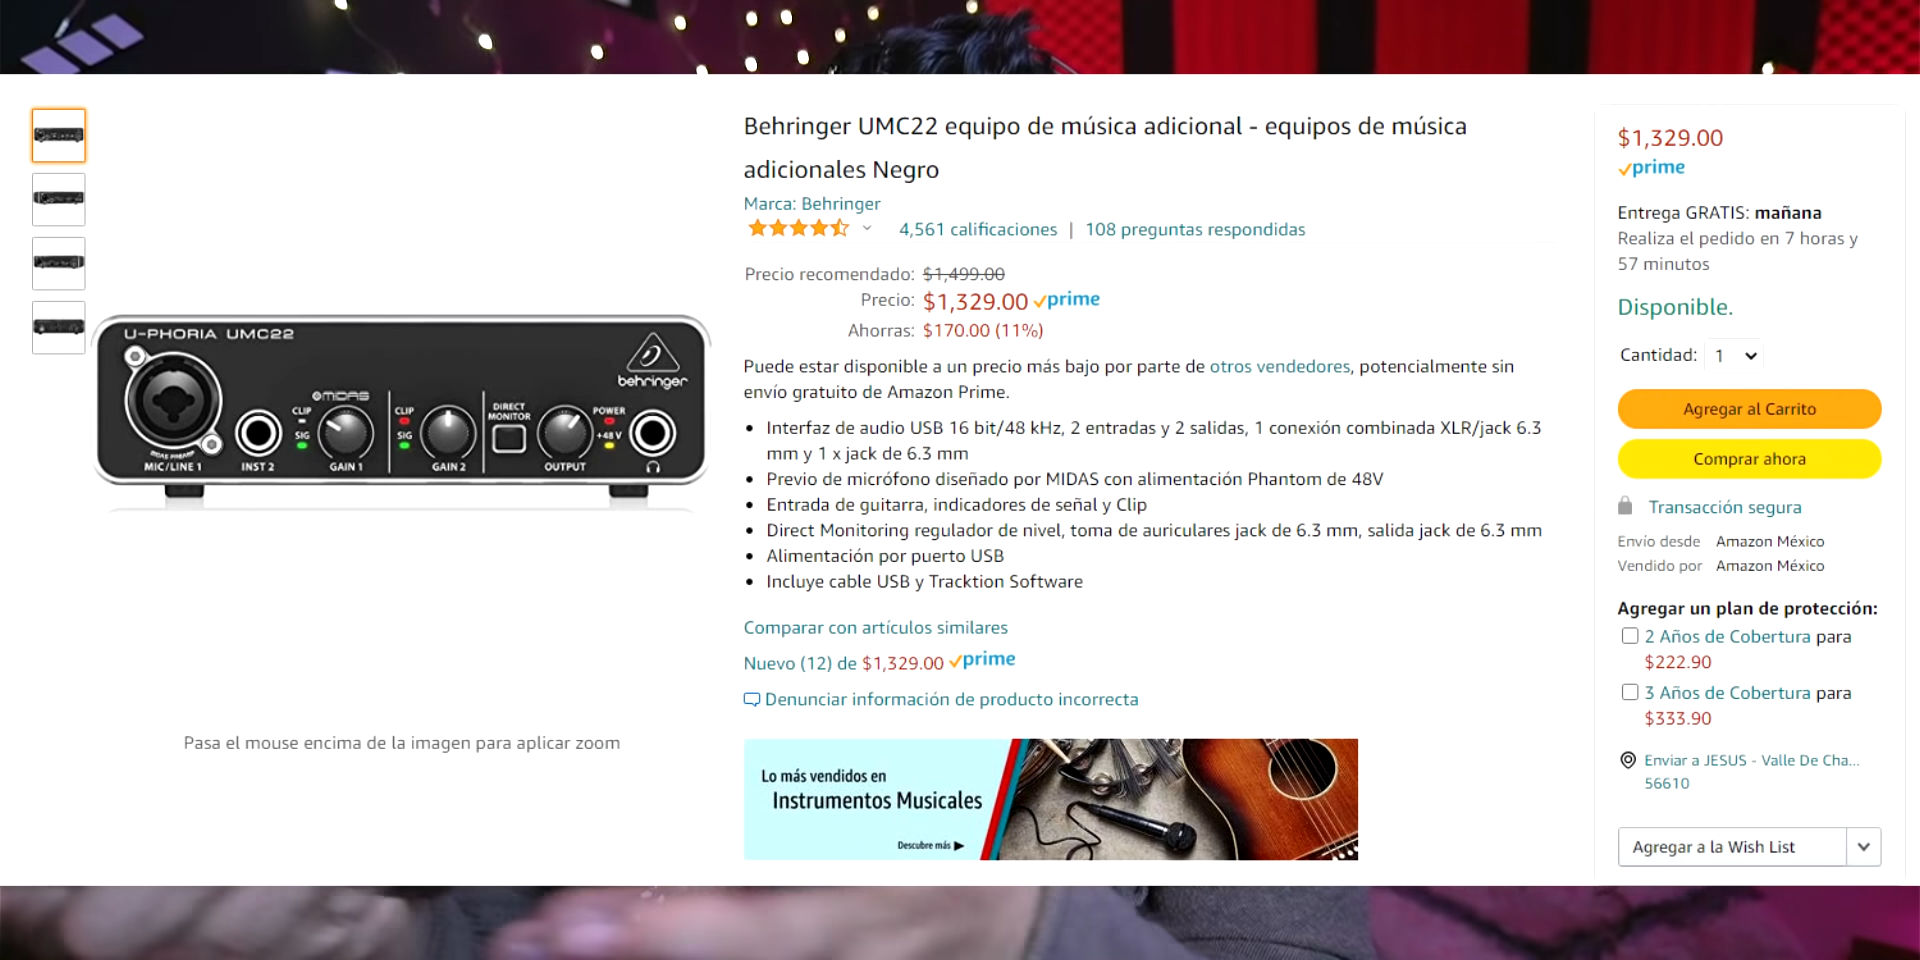 U-PHORIA UMC22
behringer
MIDAS
CLIP
SIG
CLIP
SIG
DIRECT
MONITOR
POWER
+48 V
MIDAS PREAMP
MIC/LINE 1
INST 2
GAIN 1
GAIN 2
OUTPUT
Pasa el mouse encima de la imagen para aplicar zoom
Behringer UMC22 equipo de música adicional - equipos de música
adicionales Negro
Marca: Behringer
4,561 calificaciones | 108 preguntas respondidas
Precio recomendado: $1,499.00
Precio: $1,329.00 prime
Ahorras: $170.00 (11%)
Puede estar disponible a un precio más bajo por parte de otros vendedores, potencialmente sin
envío gratuito de Amazon Prime.
• Interfaz de audio USB 16 bit/48 kHz, 2 entradas y 2 salidas, 1 conexión combinada XLR/jack 6.3
mm y 1 x jack de 6.3 mm
• Previo de micrófono diseñado por MIDAS con alimentación Phantom de 48V
• Entrada de guitarra, indicadores de señal y Clip
• Direct Monitoring regulador de nivel, toma de auriculares jack de 6.3 mm, salida jack de 6.3 mm
• Alimentación por puerto USB
• Incluye cable USB y Tracktion Software
Comparar con artículos similares
Nuevo (12) de $1,329.00 prime
Denunciar información de producto incorrecta
Lo más vendidos en
Instrumentos Musicales
Descubre más ▶
$1,329.00
prime
Entrega GRATIS: mañana
Realiza el pedido en 7 horas y
57 minutos
Disponible.
Cantidad: 1
Agregar al Carrito
Comprar ahora
Transacción segura
Envío desde Amazon México
Vendido por Amazon México
Agregar un plan de protección:
2 Años de Cobertura para
$222.90
3 Años de Cobertura para
$333.90
Enviar a JESUS - Valle De Cha...
56610
Agregar a la Wish List